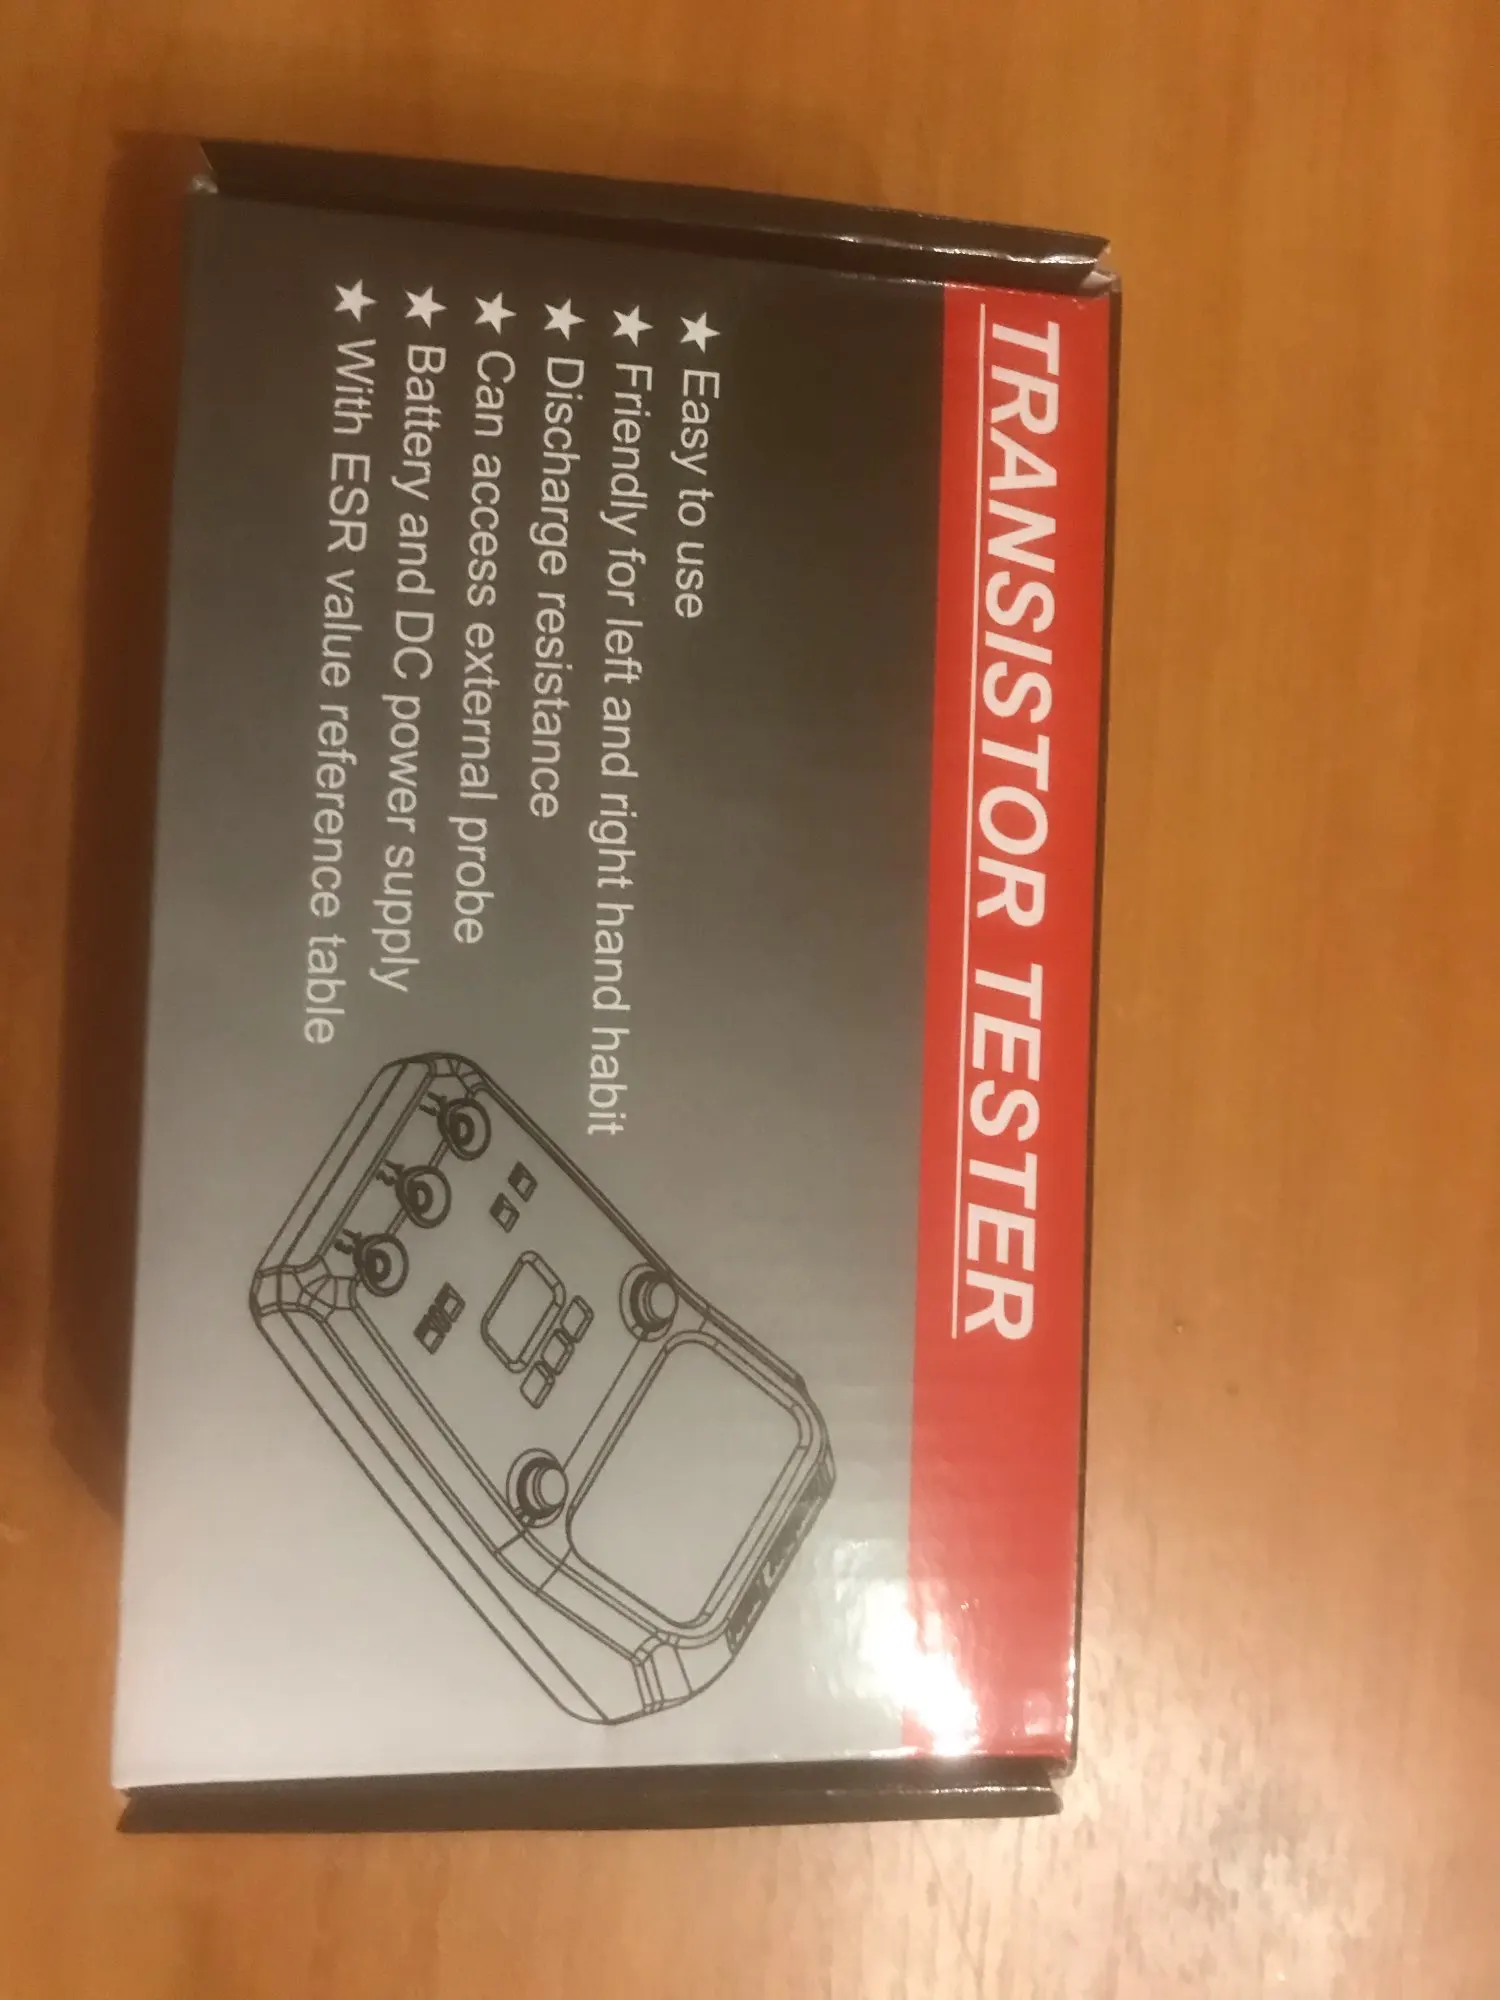 TRANSISTOR TESTER
★ Easy to use
★ Friendly for left and right hand habit
★ Discharge resistance
★ Can access external probe
★ Battery and DC power supply
★ With ESR value reference table